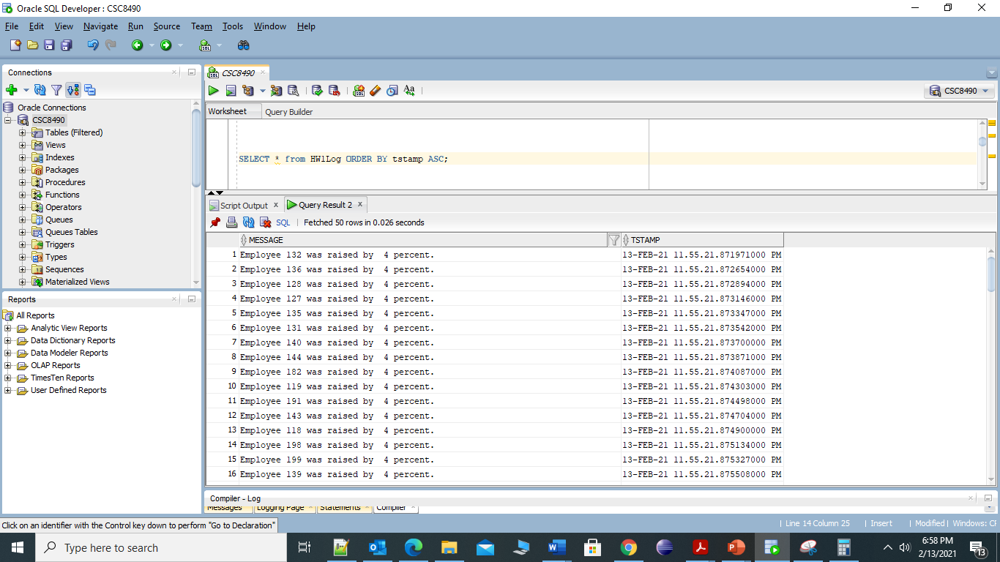 Oracle SQL Developer : CSC8490
File Edit View Navigate Run Source Team Tools Window Help
Connections
Oracle Connections
CSC8490
Tables (Filtered)
Views
Indexes
Packages
Procedures
Functions
Operators
Queues
Queues Tables
Triggers
Types
Sequences
Materialized Views
Reports
All Reports
Analytic View Reports
Data Dictionary Reports
Data Modeler Reports
OLAP Reports
TimesTen Reports
User Defined Reports
CSC8490
CSC8490
Worksheet Query Builder
SELECT * from HW1Log ORDER BY tstamp ASC;
Script Output x Query Result 2 x
SQL | Fetched 50 rows in 0.026 seconds
MESSAGE TSTAMP
1 Employee 132 was raised by  4 percent. 13-FEB-21 11.55.21.871971000 PM
2 Employee 136 was raised by  4 percent. 13-FEB-21 11.55.21.872654000 PM
3 Employee 128 was raised by  4 percent. 13-FEB-21 11.55.21.872894000 PM
4 Employee 127 was raised by  4 percent. 13-FEB-21 11.55.21.873146000 PM
5 Employee 135 was raised by  4 percent. 13-FEB-21 11.55.21.873347000 PM
6 Employee 131 was raised by  4 percent. 13-FEB-21 11.55.21.873542000 PM
7 Employee 140 was raised by  4 percent. 13-FEB-21 11.55.21.873700000 PM
8 Employee 144 was raised by  4 percent. 13-FEB-21 11.55.21.873871000 PM
9 Employee 182 was raised by  4 percent. 13-FEB-21 11.55.21.874087000 PM
10 Employee 119 was raised by  4 percent. 13-FEB-21 11.55.21.874303000 PM
11 Employee 191 was raised by  4 percent. 13-FEB-21 11.55.21.874498000 PM
12 Employee 143 was raised by  4 percent. 13-FEB-21 11.55.21.874704000 PM
13 Employee 118 was raised by  4 percent. 13-FEB-21 11.55.21.874900000 PM
14 Employee 198 was raised by  4 percent. 13-FEB-21 11.55.21.875134000 PM
15 Employee 199 was raised by  4 percent. 13-FEB-21 11.55.21.875327000 PM
16 Employee 139 was raised by  4 percent. 13-FEB-21 11.55.21.875508000 PM
Compiler - Log
Messages Logging Page Statements Compiler
Click on an identifier with the Control key down to perform "Go to Declaration"
| Line 14 Column 25 | Insert | Modified | Windows: CF
Type here to search
6:58 PM
2/13/2021
13